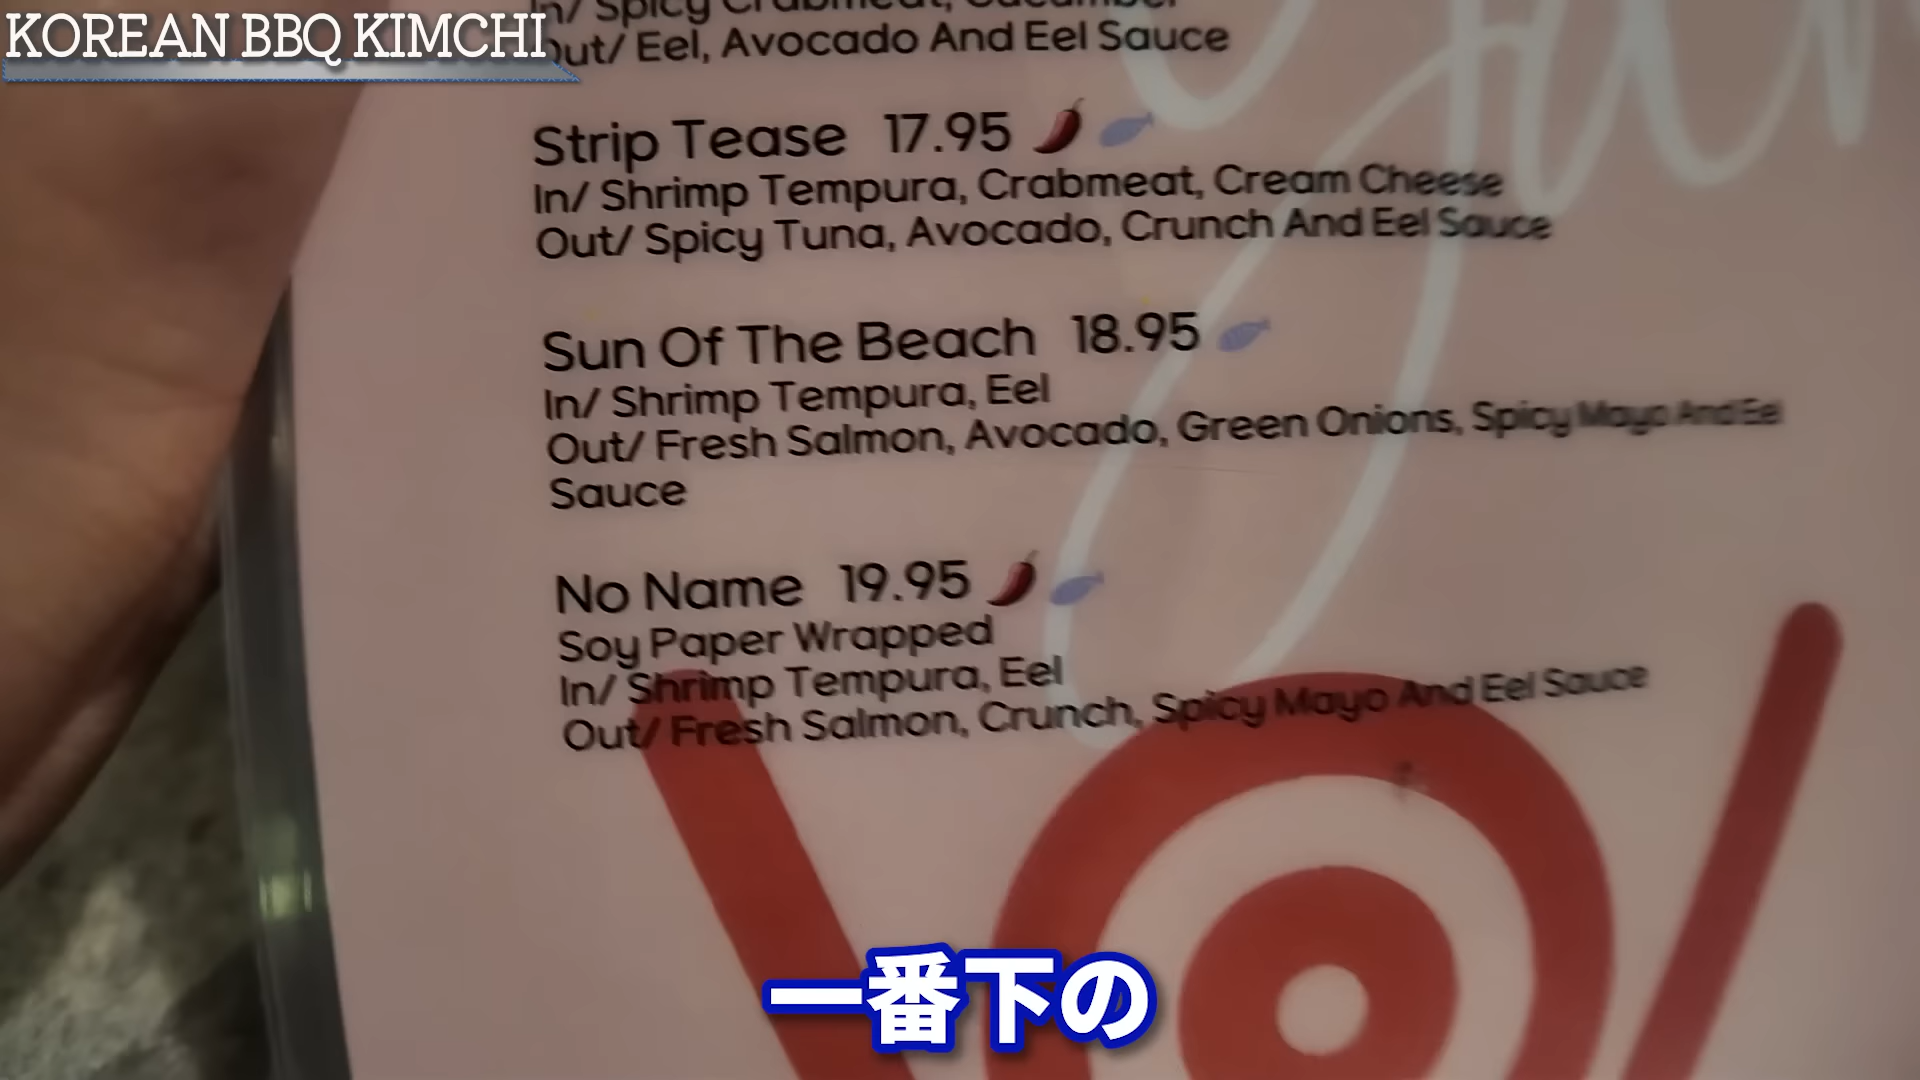 KOREAN BBQ KIMCHI
In/ Spicy Crabmeat, Cucumber
Out/ Eel, Avocado And Eel Sauce
Strip Tease 17.95
In/ Shrimp Tempura, Crabmeat, Cream Cheese
Out/ Spicy Tuna, Avocado, Crunch And Eel Sauce
Sun Of The Beach 18.95
In/ Shrimp Tempura, Eel
Out/ Fresh Salmon, Avocado, Green Onions, Spicy Mayo And Eel
Sauce
No Name 19.95
Soy Paper Wrapped
In/ Shrimp Tempura, Eel
Out/ Fresh Salmon, Crunch, Spicy Mayo And Eel Sauce
一番下の